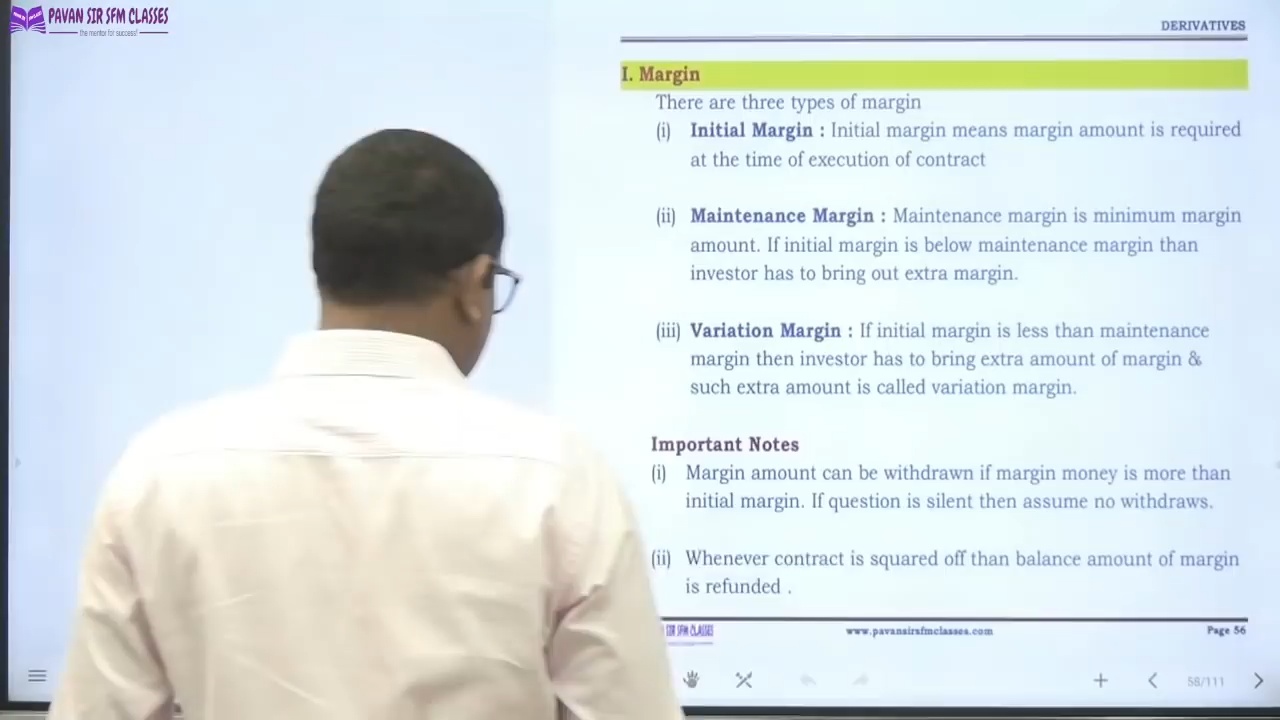 PAVAN SIR SFM CLASSES
the mentor for success!
DERIVATIVES
I. Margin
There are three types of margin
(i) Initial Margin : Initial margin means margin amount is required
at the time of execution of contract
(ii) Maintenance Margin : Maintenance margin is minimum margin
amount. If initial margin is below maintenance margin than
investor has to bring out extra margin.
(iii) Variation Margin : If initial margin is less than maintenance
margin then investor has to bring extra amount of margin &
such extra amount is called variation margin.
Important Notes
(i) Margin amount can be withdrawn if margin money is more than
initial margin. If question is silent then assume no withdraws.
(ii) Whenever contract is squared off than balance amount of margin
is refunded .
SIR SFM CLASSES www.pavansirsfmclasses.com Page 56
58/111